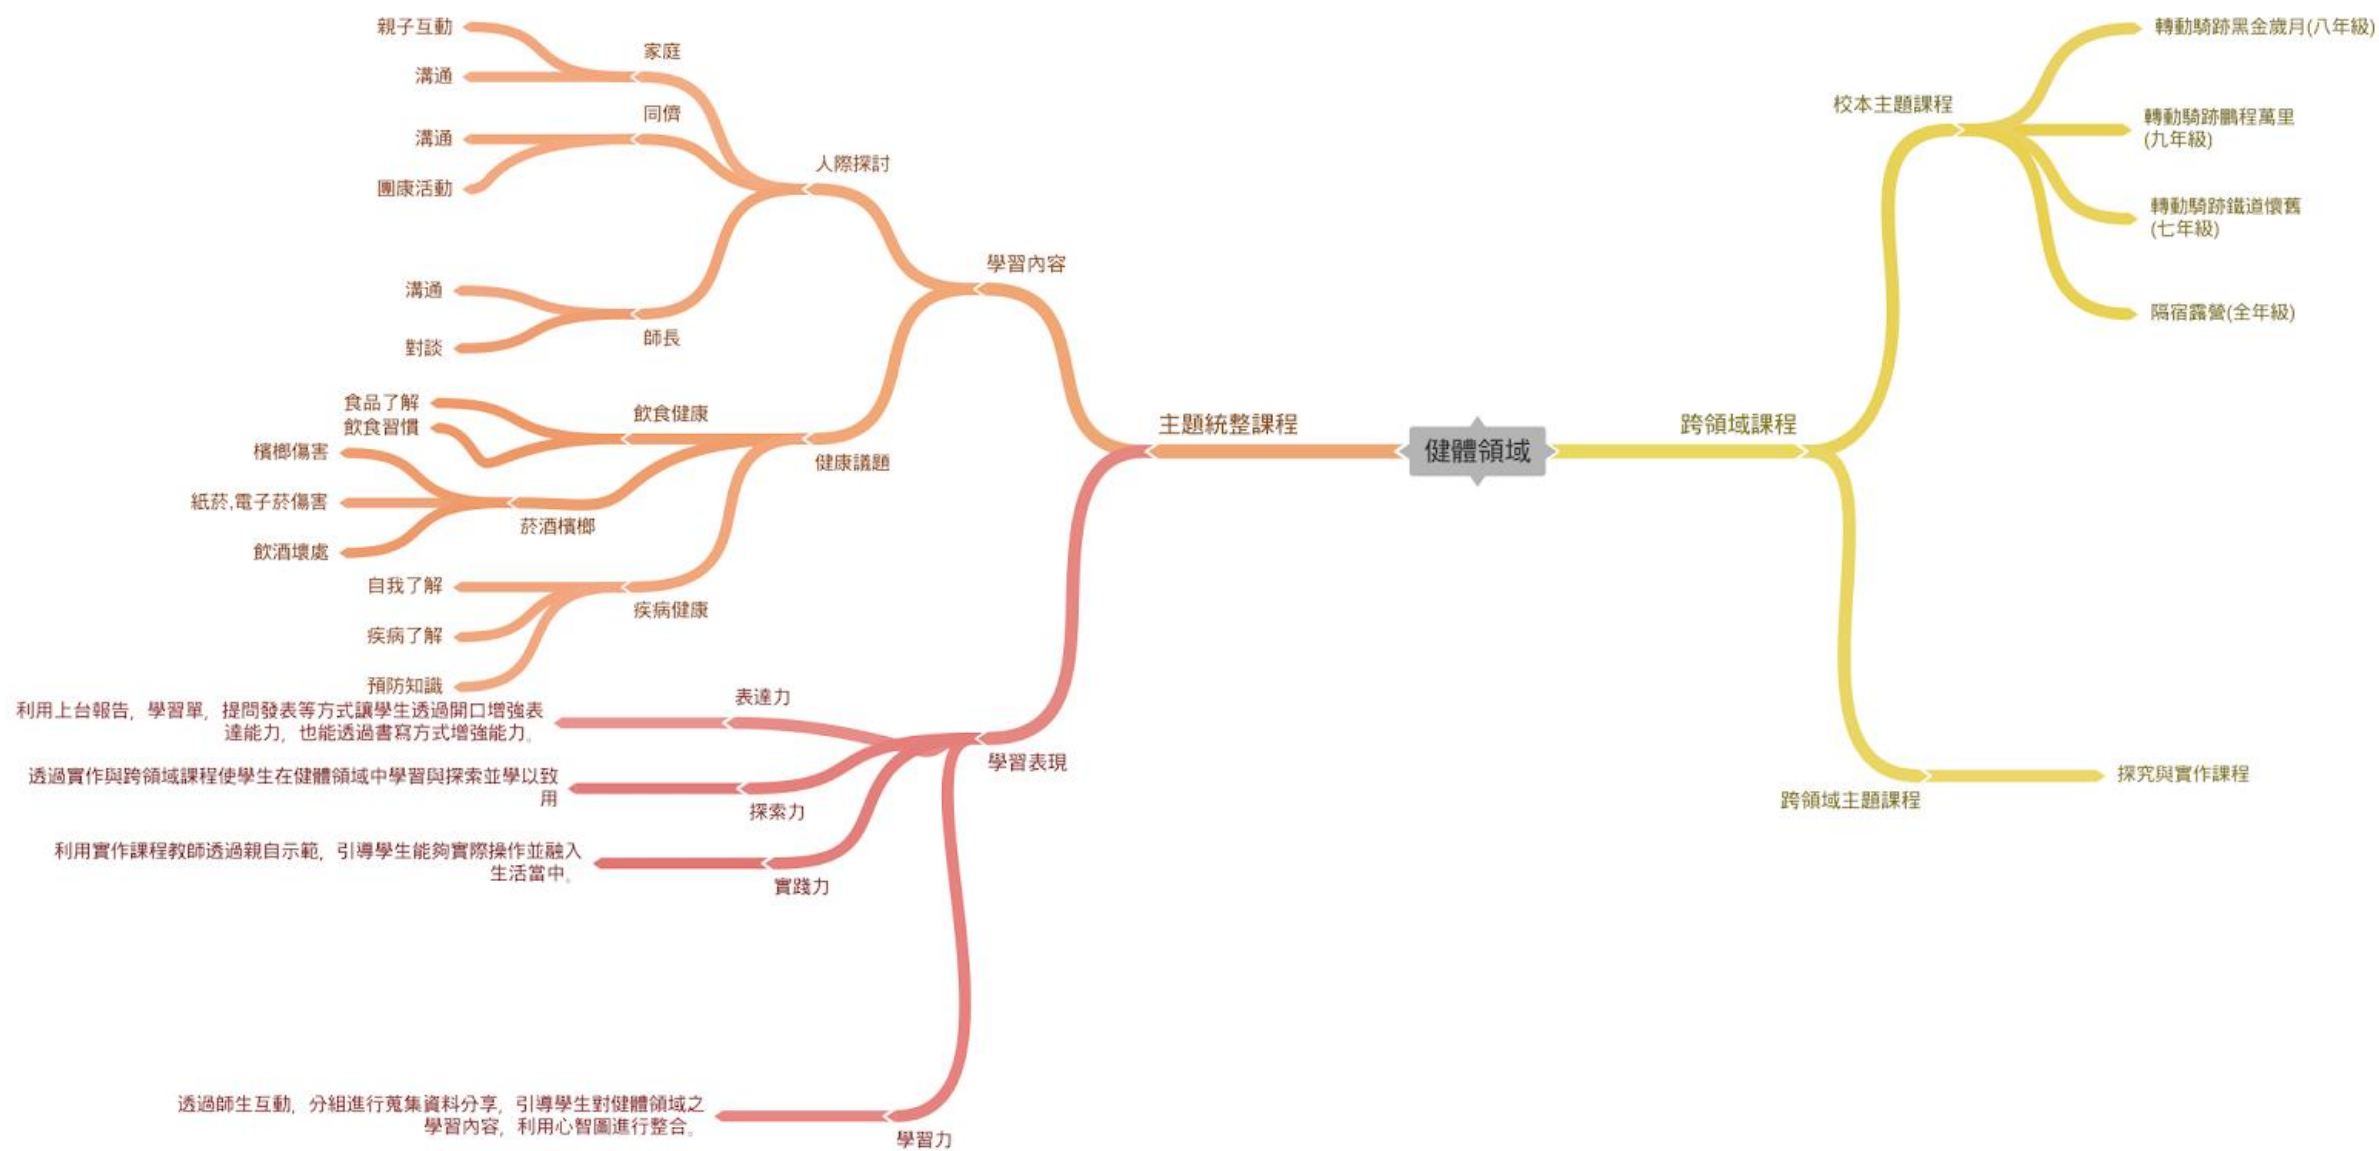 健體領域
主題統整課程
學習內容
人際探討
家庭
親子互動
溝通
同儕
溝通
團康活動
師長
溝通
對談
健康議題
飲食健康
食品了解
飲食習慣
菸酒檳榔
檳榔傷害
紙菸,電子菸傷害
飲酒壞處
疾病健康
自我了解
疾病了解
預防知識
學習表現
表達力
利用上台報告，學習單，提問發表等方式讓學生透過開口增強表
達能力，也能透過書寫方式增強能力。
探索力
透過實作與跨領域課程使學生在健體領域中學習與探索並學以致
用
實踐力
利用實作課程教師透過親自示範，引導學生能夠實際操作並融入
生活當中。
學習力
透過師生互動，分組進行蒐集資料分享，引導學生對健體領域之
學習內容，利用心智圖進行整合。
跨領域課程
校本主題課程
轉動騎跡黑金歲月(八年級)
轉動騎跡鵬程萬里
(九年級)
轉動騎跡鐵道懷舊
(七年級)
隔宿露營(全年級)
跨領域主題課程
探究與實作課程